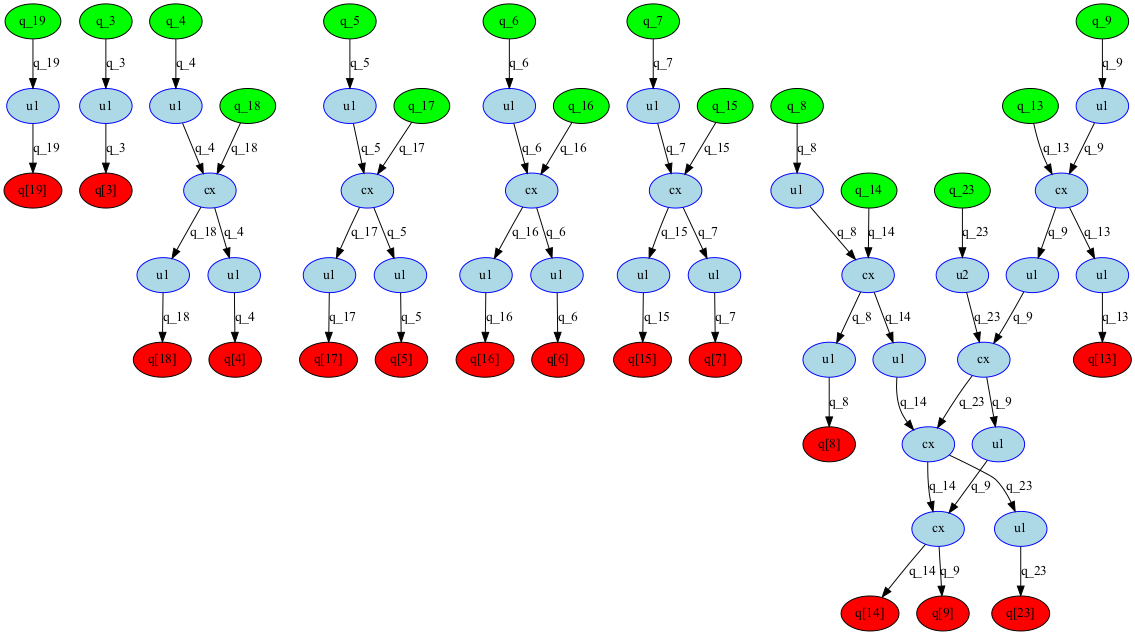 q_19 q_3 q_4 q_5 q_6 q_7 q_9
q_19 q_3 q_4 q_5 q_6 q_7 q_9
u1 u1 u1 q_18 u1 q_17 u1 q_16 u1 q_15 q_8 q_13 u1
q_19 q_3 q_4 q_18 q_5 q_17 q_6 q_16 q_7 q_15 q_8 q_13 q_9
q[19] q[3] cx cx cx cx u1 q_14 q_23 cx
q_18 q_4 q_17 q_5 q_16 q_6 q_15 q_7 q_8 q_14 q_23 q_9 q_13
u1 u1 u1 u1 u1 u1 u1 u1 cx u2 u1 u1
q_18 q_4 q_17 q_5 q_16 q_6 q_15 q_7 q_8 q_14 q_23 q_9 q_13
q[18] q[4] q[17] q[5] q[16] q[6] q[15] q[7] u1 u1 cx q[13]
q_8 q_14 q_23 q_9
q[8] cx u1
q_14 q_9 q_23
cx u1
q_14 q_9 q_23
q[14] q[9] q[23]